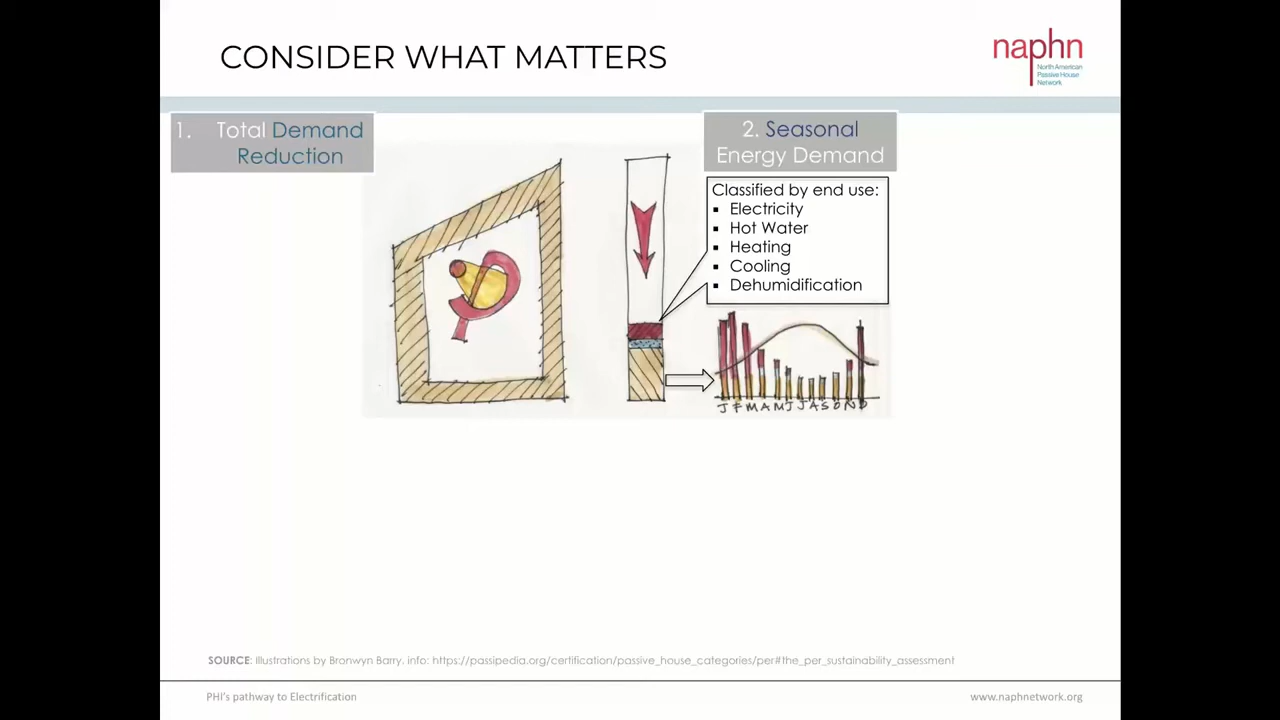 CONSIDER WHAT MATTERS
naphn
North American
Passive House
Network
1. Total Demand
Reduction
2. Seasonal
Energy Demand
Classified by end use:
▪ Electricity
▪ Hot Water
▪ Heating
▪ Cooling
▪ Dehumidification
J F M A M J J A S O N D
SOURCE: Illustrations by Bronwyn Barry. info: https://passipedia.org/certification/passive_house_categories/per#the_per_sustainability_assessment
PHI's pathway to Electrification
www.naphnetwork.org